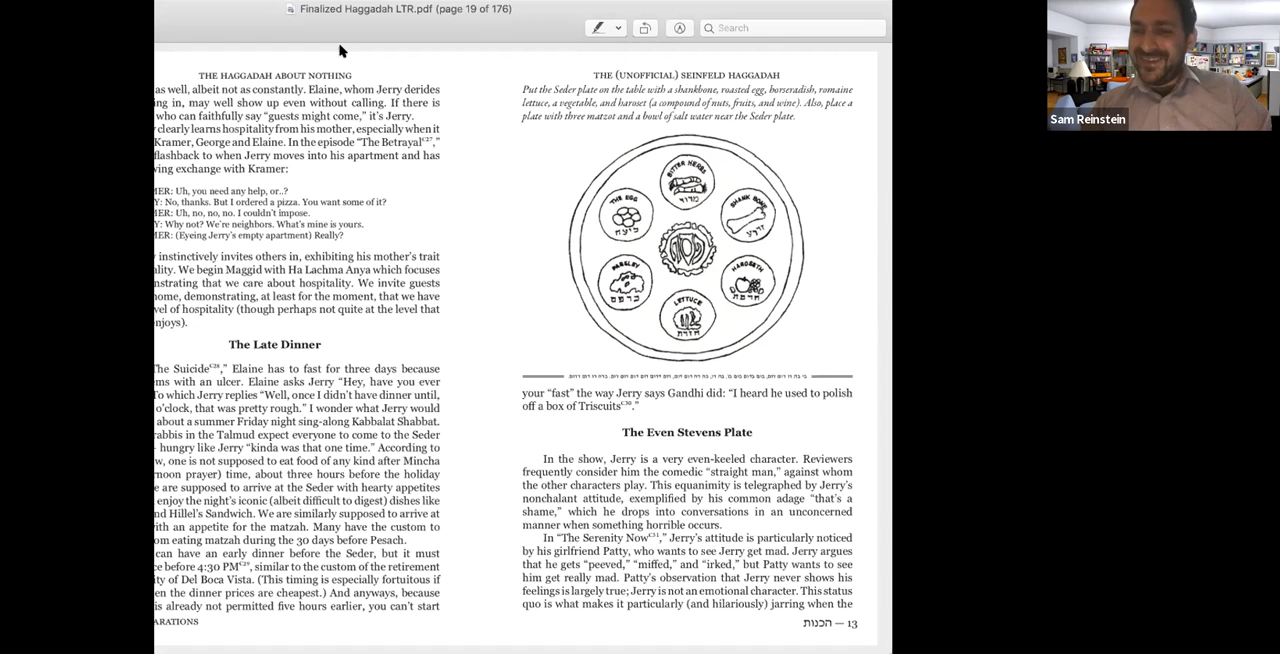 Finalized Haggadah LTR.pdf (page 19 of 176)
Search
Sam Reinstein
THE HAGGADAH ABOUT NOTHING
as well, albeit not as constantly. Elaine, whom Jerry derides
ing in, may well show up even without calling. If there is
who can faithfully say “guests might come,” it’s Jerry.
clearly learns hospitality from his mother, especially when it
Kramer, George and Elaine. In the episode “The Betrayal C27,”
flashback to when Jerry moves into his apartment and has
wing exchange with Kramer:
MER: Uh, you need any help, or..?
Y: No, thanks. But I ordered a pizza. You want some of it?
MER: Uh, no, no, no. I couldn’t impose.
Y: Why not? We’re neighbors. What’s mine is yours.
MER: (Eyeing Jerry’s empty apartment) Really?
instinctively invites others in, exhibiting his mother’s trait
ality. We begin Maggid with Ha Lachma Anya which focuses
nstrating that we care about hospitality. We invite guests
home, demonstrating, at least for the moment, that we have
vel of hospitality (though perhaps not quite at the level that
enjoys).
The Late Dinner
The Suicide C28,” Elaine has to fast for three days because
ems with an ulcer. Elaine asks Jerry “Hey, have you ever
To which Jerry replies “Well, once I didn’t have dinner until,
o’clock, that was pretty rough.” I wonder what Jerry would
about a summer Friday night sing-along Kabbalat Shabbat.
rabbis in the Talmud expect everyone to come to the Seder
hungry like Jerry “kinda was that one time.” According to
w, one is not supposed to eat food of any kind after Mincha
rnoon prayer) time, about three hours before the holiday
e are supposed to arrive at the Seder with hearty appetites
enjoy the night’s iconic (albeit difficult to digest) dishes like
nd Hillel’s Sandwich. We are similarly supposed to arrive at
with an appetite for the matzah. Many have the custom to
om eating matzah during the 30 days before Pesach.
can have an early dinner before the Seder, but it must
ce before 4:30 PM C29, similar to the custom of the retirement
ity of Del Boca Vista. (This timing is especially fortuitous if
en the dinner prices are cheapest.) And anyways, because
is already not permitted five hours earlier, you can’t start
ARATIONS
THE (UNOFFICIAL) SEINFELD HAGGADAH
Put the Seder plate on the table with a shankbone, roasted egg, horseradish, romaine
lettuce, a vegetable, and haroset (a compound of nuts, fruits, and wine). Also, place a
plate with three matzot and a bowl of salt water near the Seder plate.
BITTER HERBS
מרור
THE EGG
ביצה
SHANK BONE
זרוע
PARSLEY
כרפס
HAROSETH
חרסת
LETTUCE
חזרת
your “fast” the way Jerry says Gandhi did: “I heard he used to polish
off a box of Triscuits C30.”
The Even Stevens Plate
In the show, Jerry is a very even-keeled character. Reviewers
frequently consider him the comedic “straight man,” against whom
the other characters play. This equanimity is telegraphed by Jerry’s
nonchalant attitude, exemplified by his common adage “that’s a
shame,” which he drops into conversations in an unconcerned
manner when something horrible occurs.
In “The Serenity Now C31,” Jerry’s attitude is particularly noticed
by his girlfriend Patty, who wants to see Jerry get mad. Jerry argues
that he gets “peeved,” “miffed,” and “irked,” but Patty wants to see
him get really mad. Patty’s observation that Jerry never shows his
feelings is largely true; Jerry is not an emotional character. This status
quo is what makes it particularly (and hilariously) jarring when the
הכנות — 13